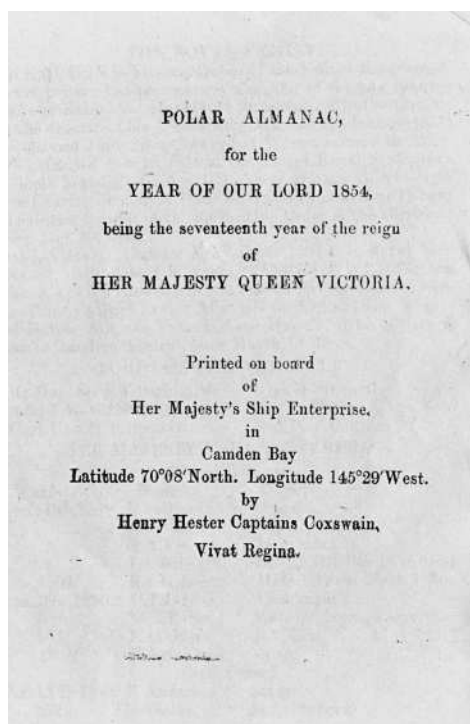 POLAR ALMANAC,
for the
YEAR OF OUR LORD 1854,
being the seventeenth year of the reign
of
HER MAJESTY QUEEN VICTORIA.
Printed on board
of
Her Majesty's Ship Enterprise,
in
Camden Bay
Latitude 70°08′North. Longitude 145°29′West.
by
Henry Hester Captains Coxswain,
Vivat Regina.